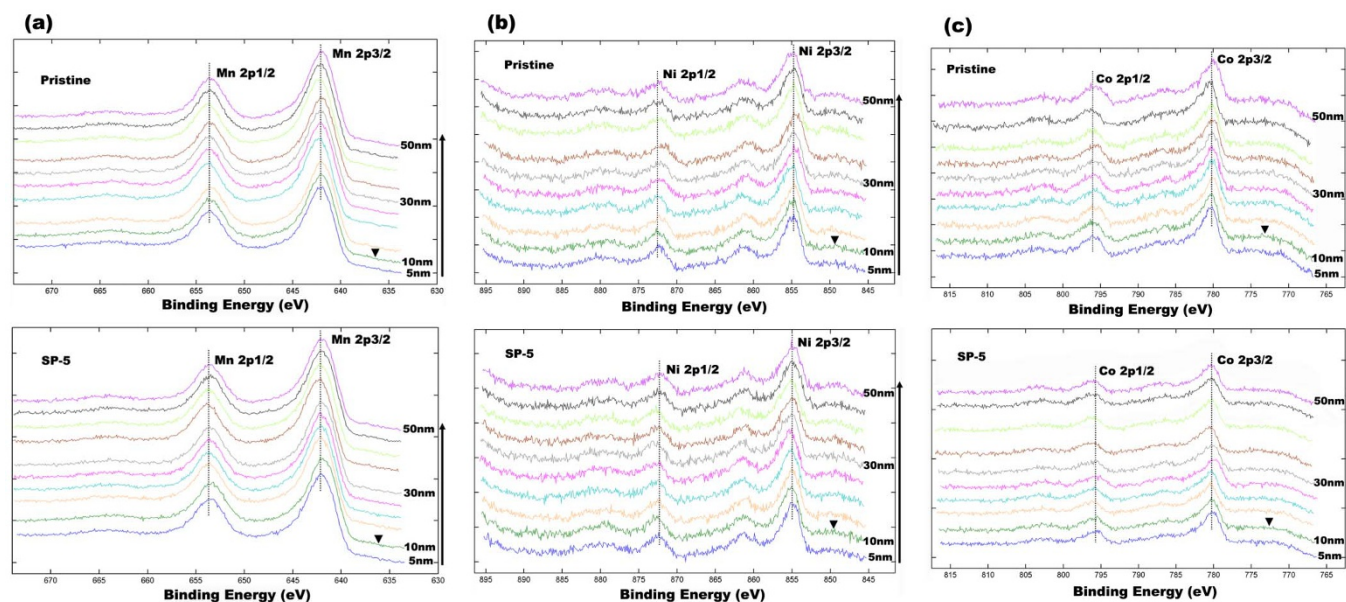 (a)
Mn 2p3/2
Mn 2p1/2
Pristine
50nm
30nm
10nm
5nm
670 665 660 655 650 645 640 635 630
Binding Energy (eV)
Mn 2p3/2
Mn 2p1/2
SP-5
50nm
30nm
10nm
5nm
670 665 660 655 650 645 640 635 630
Binding Energy (eV)
(b)
Ni 2p3/2
Pristine
Ni 2p1/2
50nm
30nm
10nm
5nm
895 890 885 880 875 870 865 860 855 850 845
Binding Energy (eV)
Ni 2p3/2
SP-5
Ni 2p1/2
50nm
30nm
10nm
5nm
895 890 885 880 875 870 865 860 855 850 845
Binding Energy (eV)
(c)
Co 2p3/2
Pristine
Co 2p1/2
50nm
30nm
10nm
5nm
815 810 805 800 795 790 785 780 775 770 765
Binding Energy (eV)
SP-5
Co 2p3/2
Co 2p1/2
50nm
30nm
10nm
5nm
815 810 805 800 795 790 785 780 775 770 765
Binding Energy (eV)